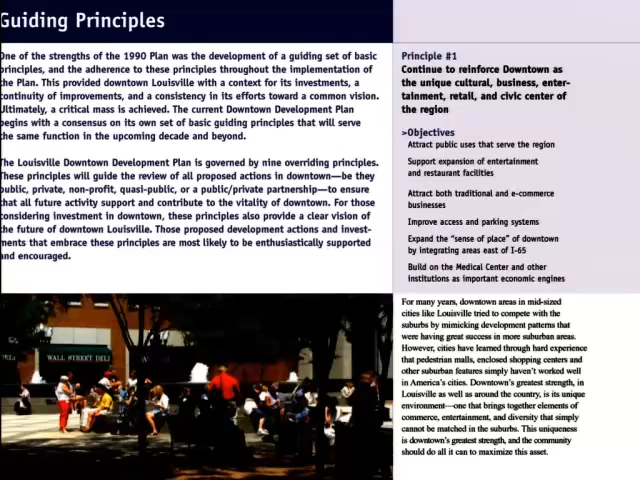 Guiding Principles
One of the strengths of the 1990 Plan was the development of a guiding set of basic
principles, and the adherence to these principles throughout the implementation of
the Plan. This provided downtown Louisville with a context for its investments, a
continuity of improvements, and a consistency in its efforts toward a common vision.
Ultimately, a critical mass is achieved. The current Downtown Development Plan
begins with a consensus on its own set of basic guiding principles that will serve
the same function in the upcoming decade and beyond.
The Louisville Downtown Development Plan is governed by nine overriding principles.
These principles will guide the review of all proposed actions in downtown—be they
public, private, non-profit, quasi-public, or a public/private partnership—to ensure
that all future activity support and contribute to the vitality of downtown. For those
considering investment in downtown, these principles also provide a clear vision of
the future of downtown Louisville. Those proposed development actions and invest-
ments that embrace these principles are most likely to be enthusiastically supported
and encouraged.
WALL STREET DELI
DELI
Principle #1
Continue to reinforce Downtown as
the unique cultural, business, enter-
tainment, retail, and civic center of
the region
>Objectives
Attract public uses that serve the region
Support expansion of entertainment
and restaurant facilities
Attract both traditional and e-commerce
businesses
Improve access and parking systems
Expand the “sense of place” of downtown
by integrating areas east of I-65
Build on the Medical Center and other
institutions as important economic engines
For many years, downtown areas in mid-sized
cities like Louisville tried to compete with the
suburbs by mimicking development patterns that
were having great success in more suburban areas.
However, cities have learned through hard experience
that pedestrian malls, enclosed shopping centers and
other suburban features simply haven’t worked well
in America’s cities. Downtown’s greatest strength, in
Louisville as well as around the country, is its unique
environment—one that brings together elements of
commerce, entertainment, and diversity that simply
cannot be matched in the suburbs. This uniqueness
is downtown’s greatest strength, and the community
should do all it can to maximize this asset.